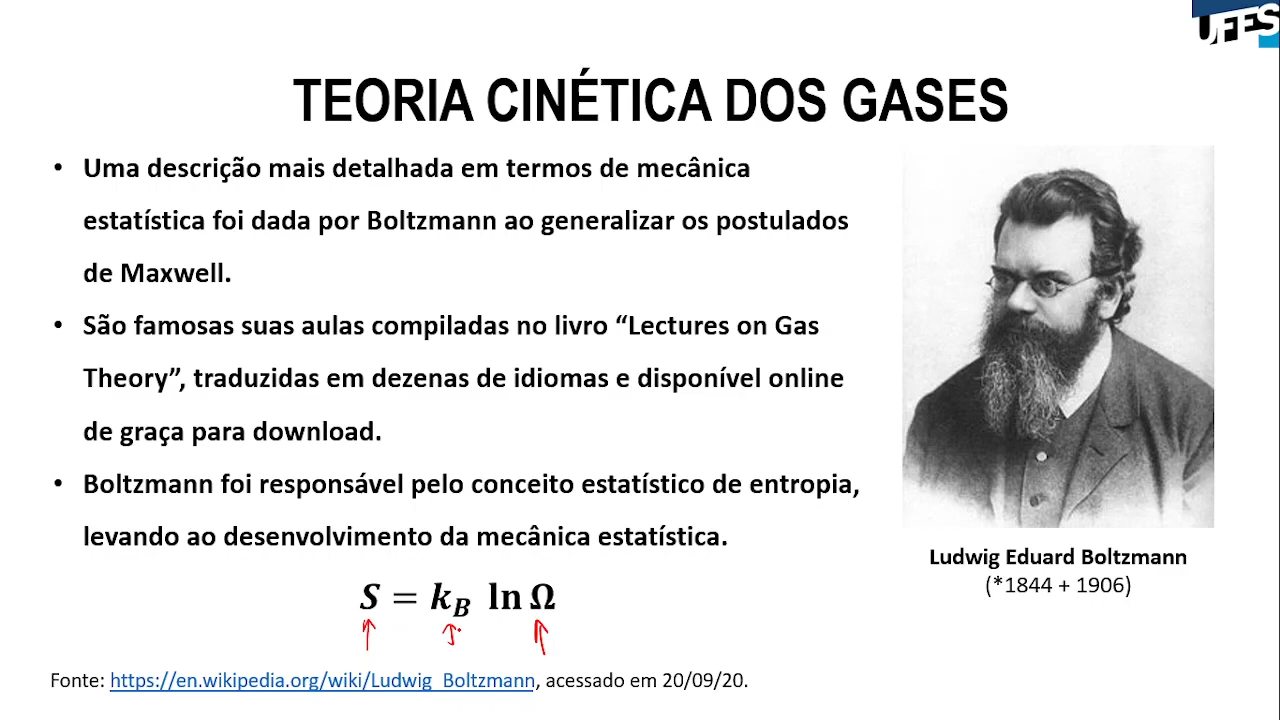 UFES
TEORIA CINÉTICA DOS GASES
• Uma descrição mais detalhada em termos de mecânica
estatística foi dada por Boltzmann ao generalizar os postulados
de Maxwell.
• São famosas suas aulas compiladas no livro “Lectures on Gas
Theory”, traduzidas em dezenas de idiomas e disponível online
de graça para download.
• Boltzmann foi responsável pelo conceito estatístico de entropia,
levando ao desenvolvimento da mecânica estatística.
S = k_B ln Ω
Ludwig Eduard Boltzmann
(*1844 + 1906)
Fonte: https://en.wikipedia.org/wiki/Ludwig_Boltzmann, acessado em 20/09/20.